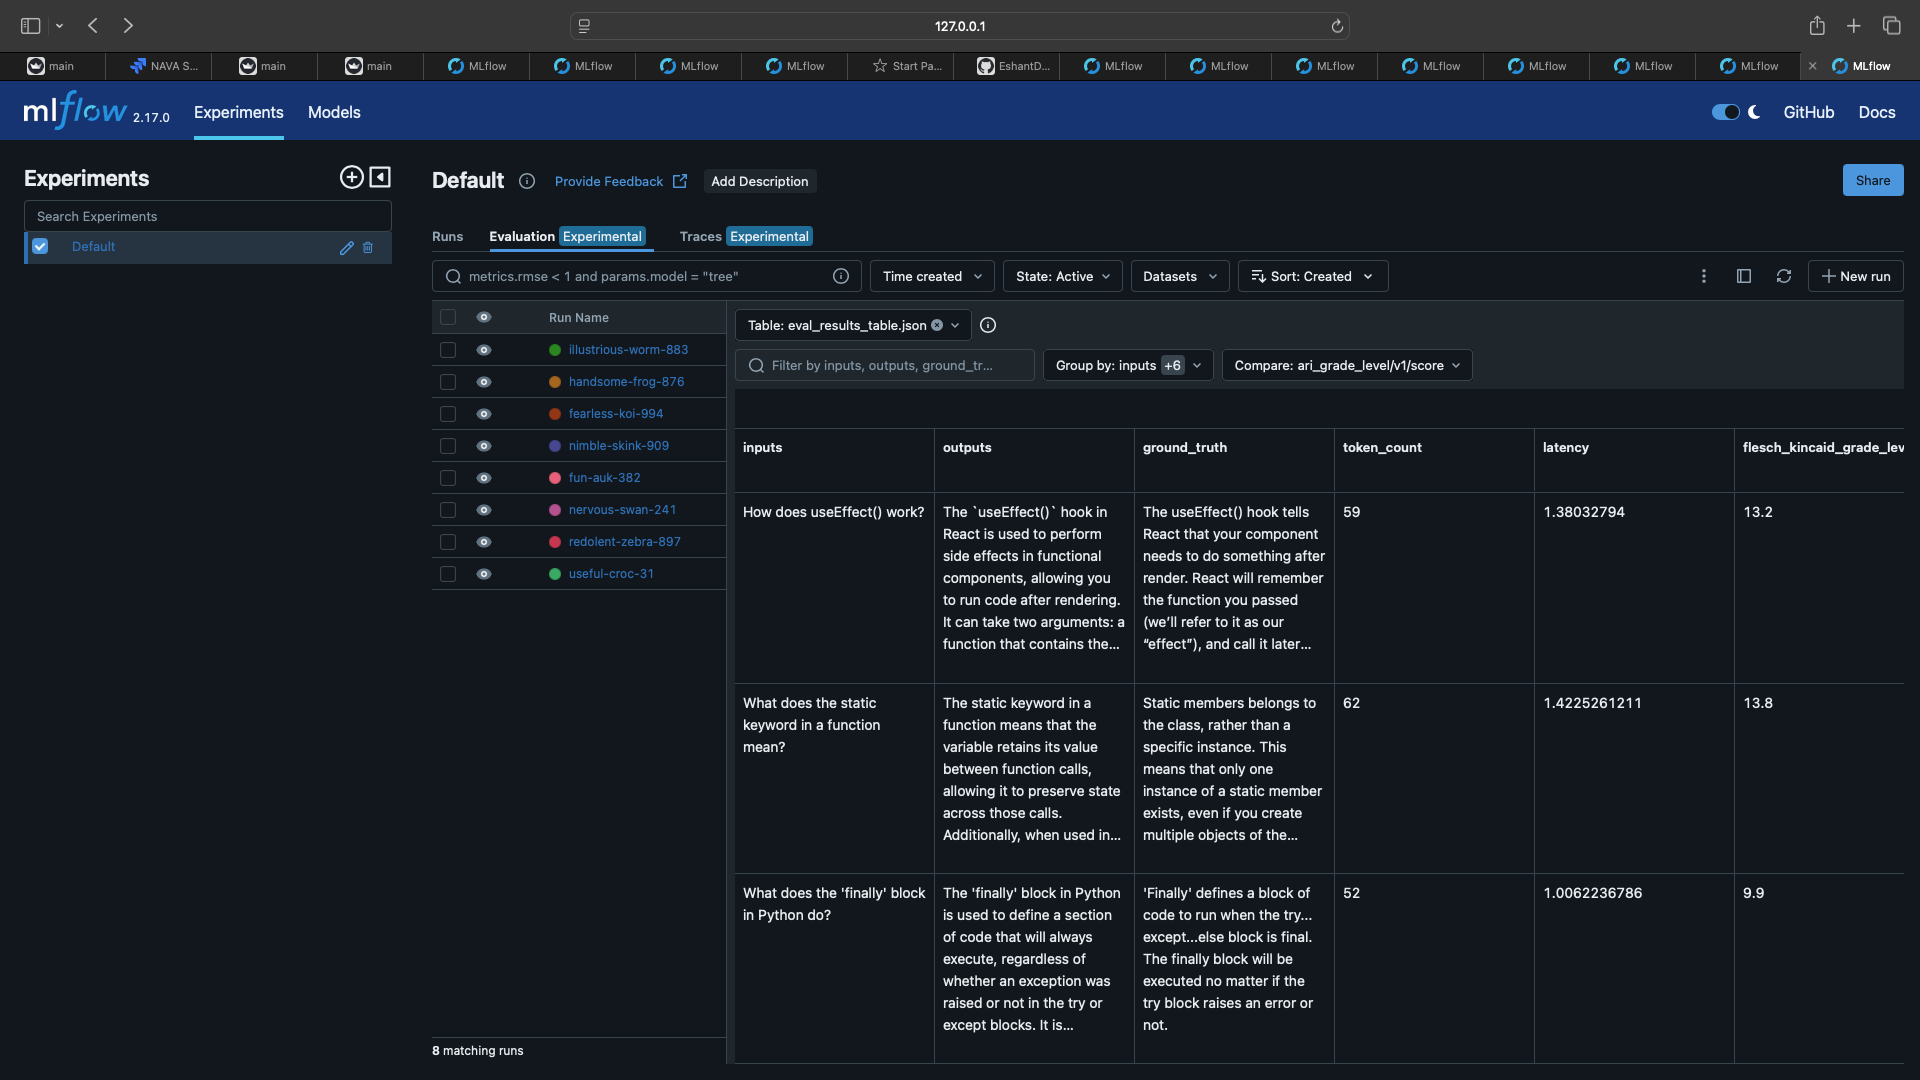 127.0.0.1
main
NAVA S...
main
main
MLflow
MLflow
MLflow
MLflow
Start Pa...
EshantD...
MLflow
MLflow
MLflow
MLflow
MLflow
MLflow
MLflow
MLflow
mlflow 2.17.0
Experiments
Models
GitHub
Docs
Experiments
Search Experiments
Default
Default
Provide Feedback
Add Description
Share
Runs
Evaluation Experimental
Traces Experimental
metrics.rmse < 1 and params.model = "tree"
Time created
State: Active
Datasets
Sort: Created
New run
Run Name
illustrious-worm-883
handsome-frog-876
fearless-koi-994
nimble-skink-909
fun-auk-382
nervous-swan-241
redolent-zebra-897
useful-croc-31
8 matching runs
Table: eval_results_table.json
Filter by inputs, outputs, ground_tr...
Group by: inputs +6
Compare: ari_grade_level/v1/score
inputs
outputs
ground_truth
token_count
latency
flesch_kincaid_grade_lev
How does useEffect() work?
The `useEffect()` hook in
React is used to perform
side effects in functional
components, allowing you
to run code after rendering.
It can take two arguments: a
function that contains the...
The useEffect() hook tells
React that your component
needs to do something after
render. React will remember
the function you passed
(we’ll refer to it as our
“effect”), and call it later...
59
1.38032794
13.2
What does the static
keyword in a function
mean?
The static keyword in a
function means that the
variable retains its value
between function calls,
allowing it to preserve state
across those calls.
Additionally, when used in...
Static members belongs to
the class, rather than a
specific instance. This
means that only one
instance of a static member
exists, even if you create
multiple objects of the...
62
1.4225261211
13.8
What does the 'finally' block
in Python do?
The 'finally' block in Python
is used to define a section
of code that will always
execute, regardless of
whether an exception was
raised or not in the try or
except blocks. It is...
'Finally' defines a block of
code to run when the try...
except...else block is final.
The finally block will be
executed no matter if the
try block raises an error or
not.
52
1.0062236786
9.9